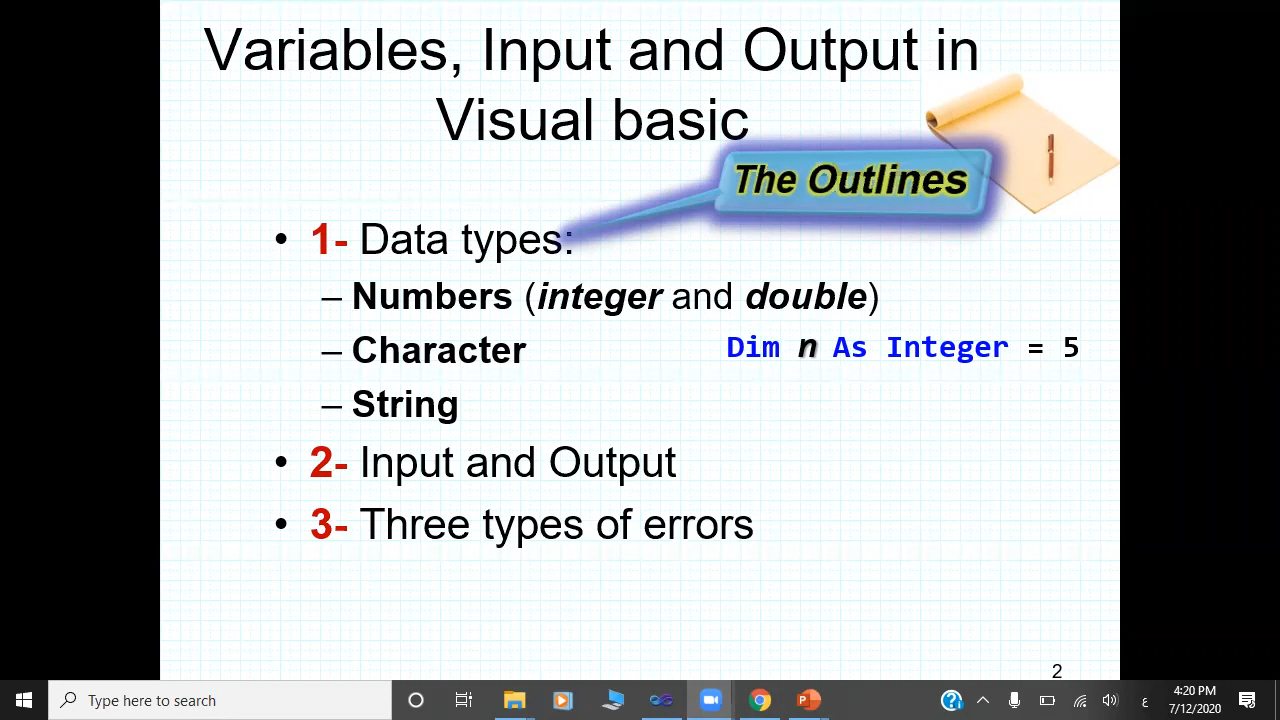 Variables, Input and Output in
Visual basic
The Outlines
• 1- Data types:
– Numbers (integer and double)
– Character
Dim n As Integer = 5
– String
• 2- Input and Output
• 3- Three types of errors
2
Type here to search
ع
4:20 PM
7/12/2020